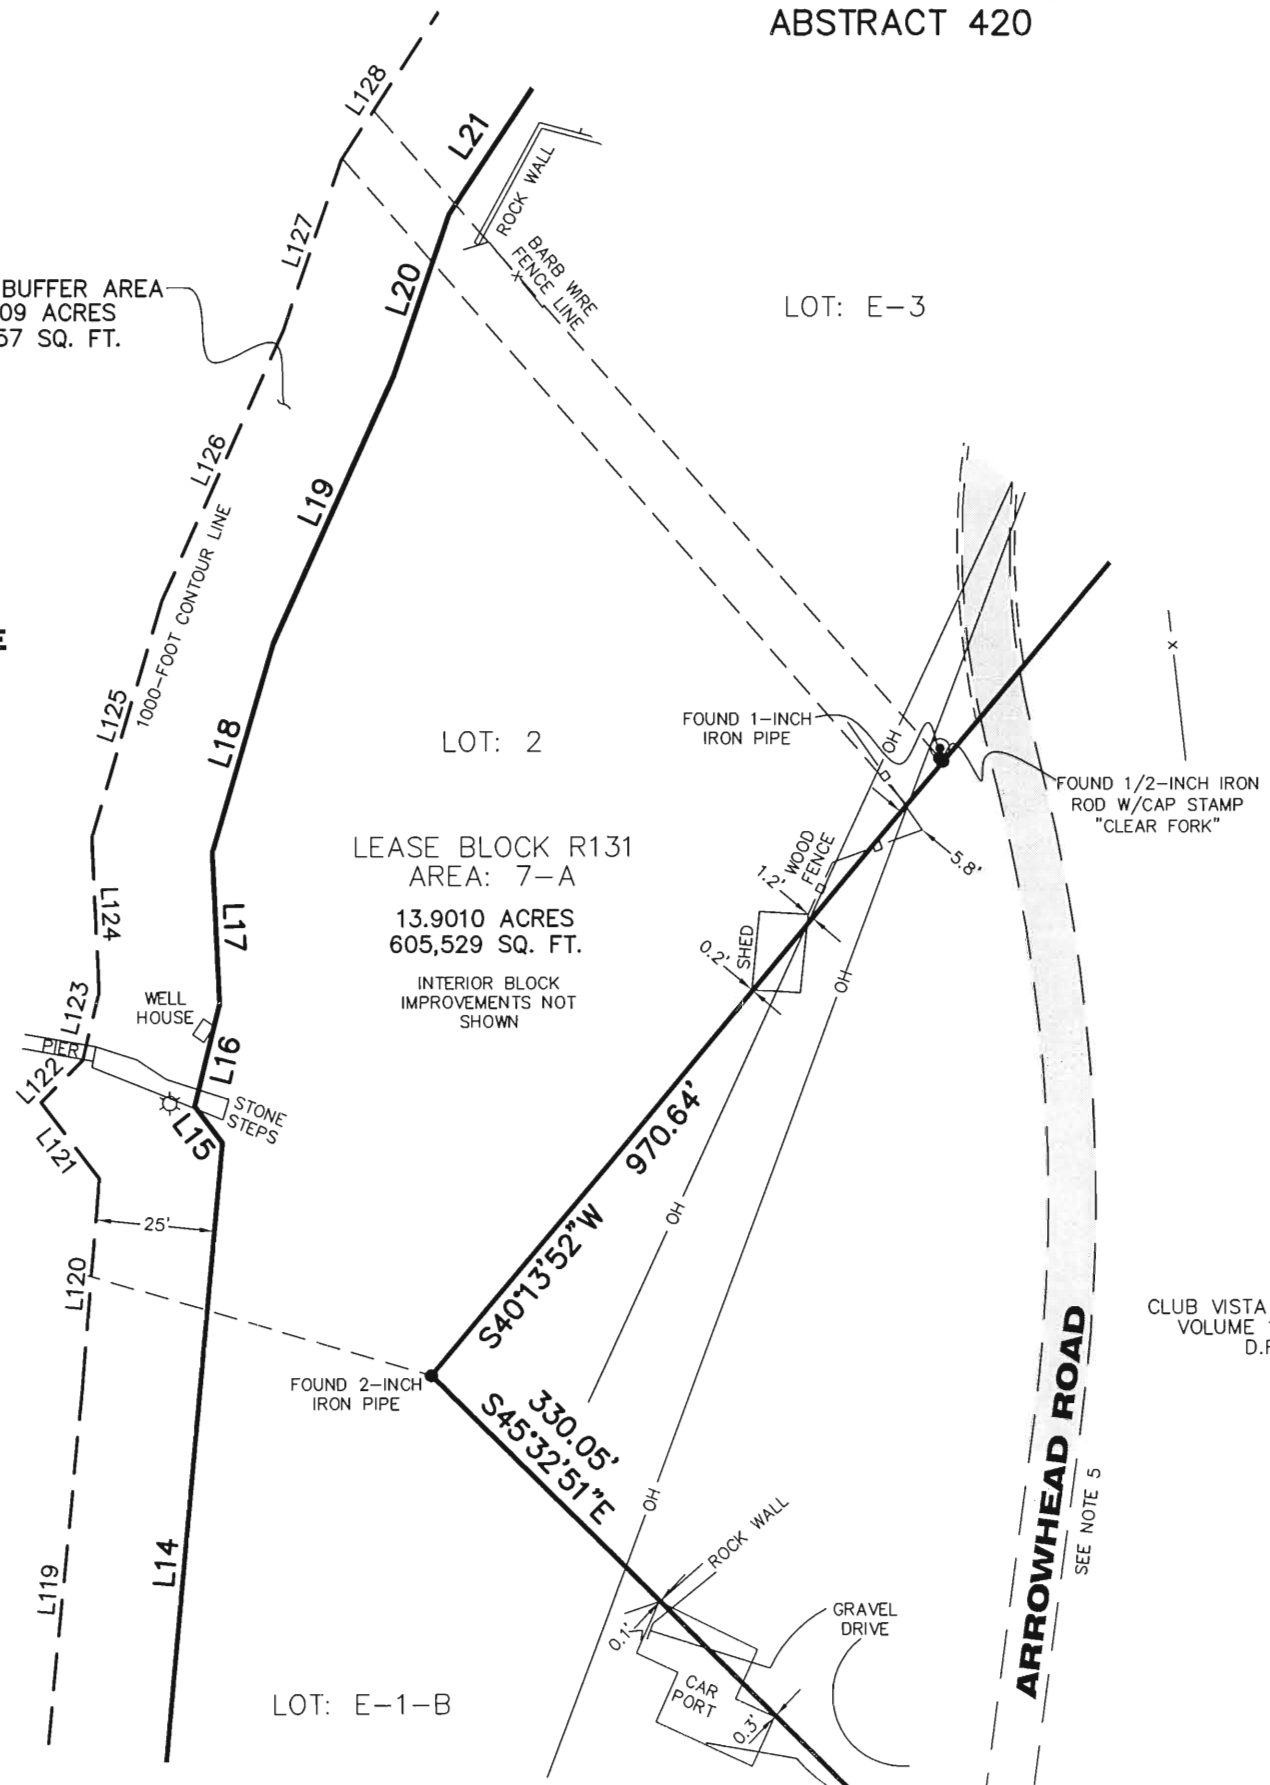 ABSTRACT 420
L128
L21
ROCK WALL
L127
BARB WIRE
FENCE LINE
X
L20
BUFFER AREA
09 ACRES
57 SQ. FT.
LOT: E-3
L126
L19
1000-FOOT CONTOUR LINE
E
L125
L18
LOT: 2
FOUND 1-INCH
IRON PIPE
OH
X
FOUND 1/2-INCH IRON
ROD W/CAP STAMP
"CLEAR FORK"
LEASE BLOCK R131
AREA: 7-A
13.9010 ACRES
605,529 SQ. FT.
INTERIOR BLOCK
IMPROVEMENTS NOT
SHOWN
WOOD
FENCE
5.8'
1.2'
SHED
0.2'
OH
L124
L17
L123
WELL
HOUSE
PIER
L16
L122
STONE
STEPS
L15
L121
25'
970.64'
S40°13'52"W
OH
L120
FOUND 2-INCH
IRON PIPE
330.05'
S45°32'51"E
OH
CLUB VISTA
VOLUME
ARROWHEAD ROAD
SEE NOTE 5
ROCK WALL
L14
L119
0.1'
GRAVEL
DRIVE
CAR
PORT
0.3'
LOT: E-1-B